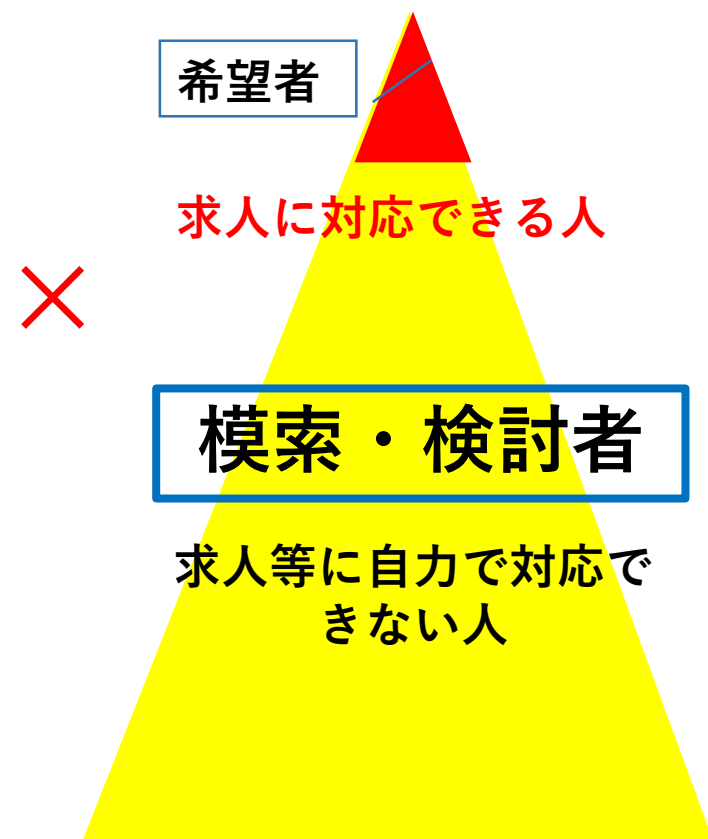 希望者
求人に対応できる人
模索・検討者
求人等に自力で対応で
きない人